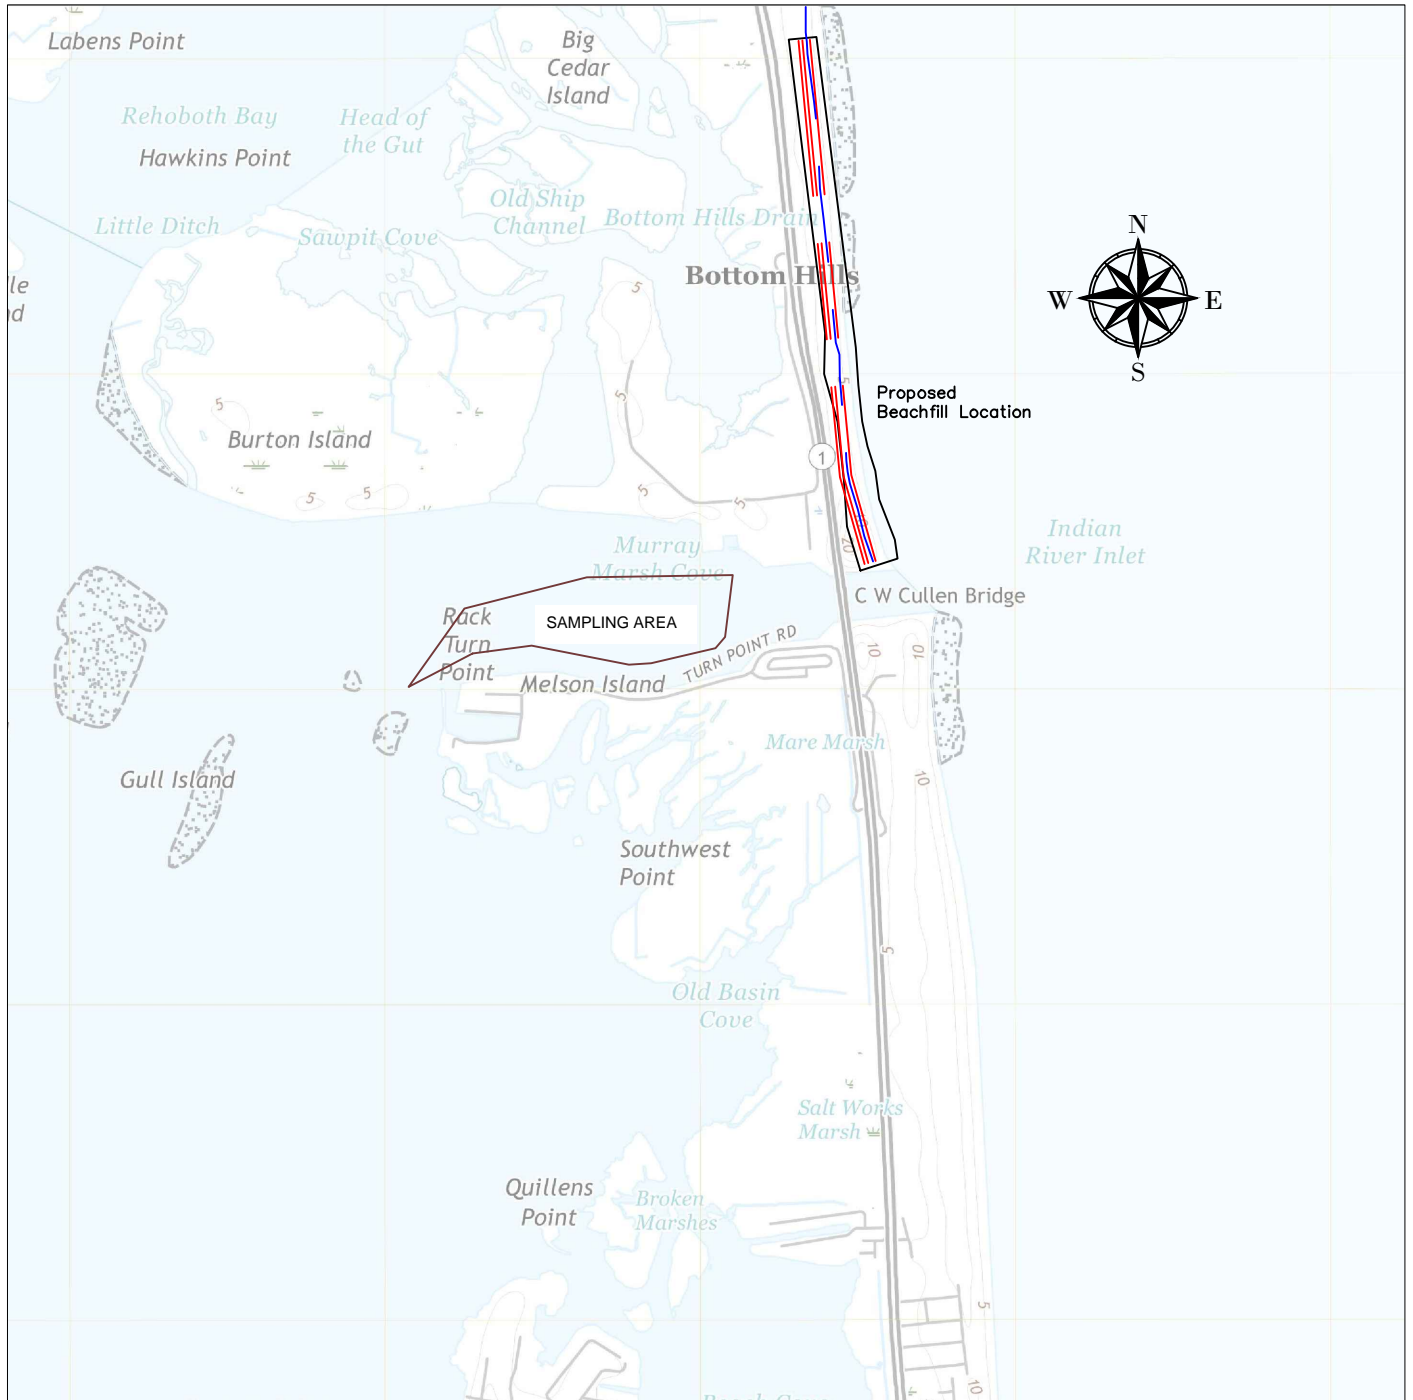 Labens Point
Big
Cedar
Island
Rehoboth Bay
Head of
the Gut
Hawkins Point
Old Ship
Channel
Bottom Hills Drain
Little Ditch
Sawpit Cove
Bottom Hills
N
W
E
S
5
Proposed
Beachfill Location
5
5
5
Burton Island
1
5
5
5
5
20
Murray
Marsh Cove
Indian
River Inlet
C W Cullen Bridge
Rack
Turn
Point
SAMPLING AREA
TURN POINT RD
10
10
Melson Island
Mare Marsh
Gull Island
10
Southwest
Point
5
Old Basin
Cove
Salt Works
Marsh
Quillens
Point
Broken
Marshes
5
10